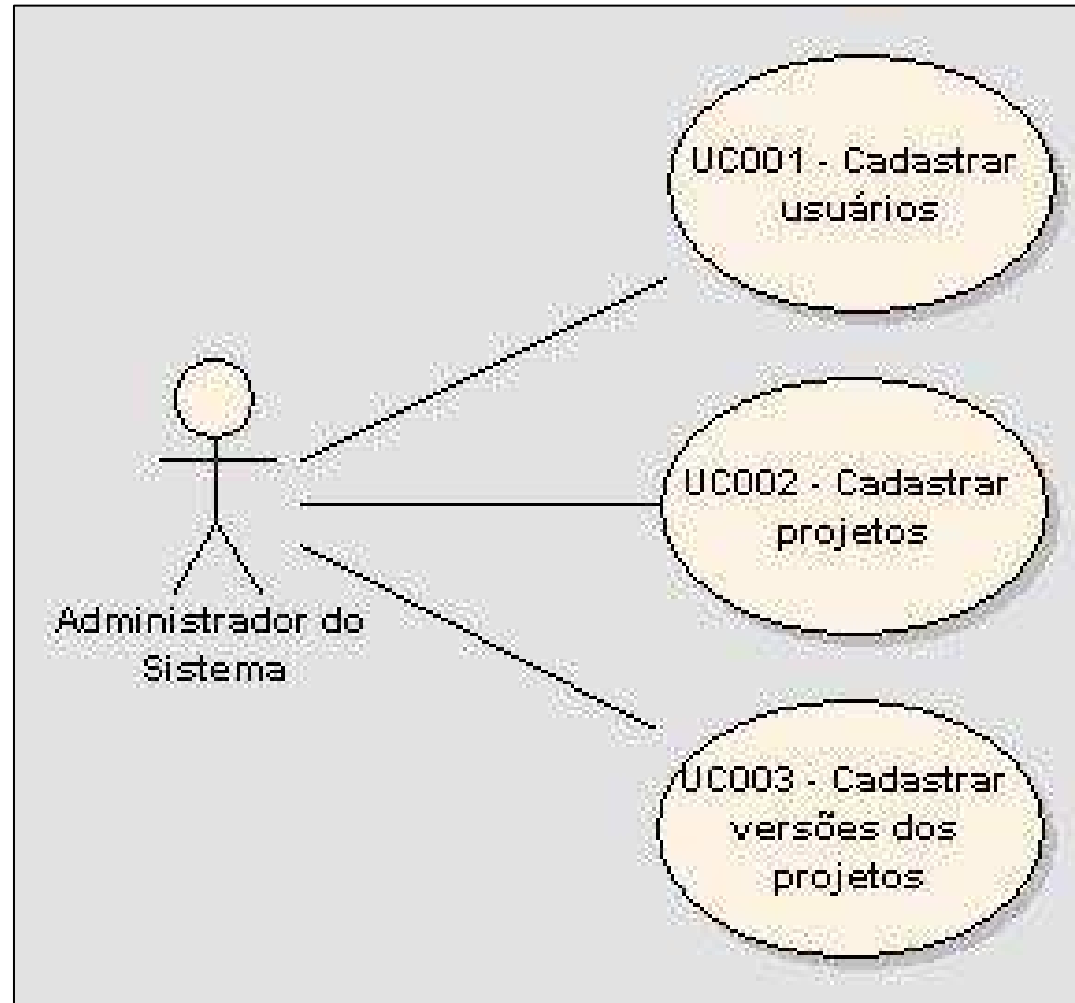 UC001 - Cadastrar
usuários
UC002 - Cadastrar
projetos
Administrador do
Sistema
UC003 - Cadastrar
versões dos
projetos